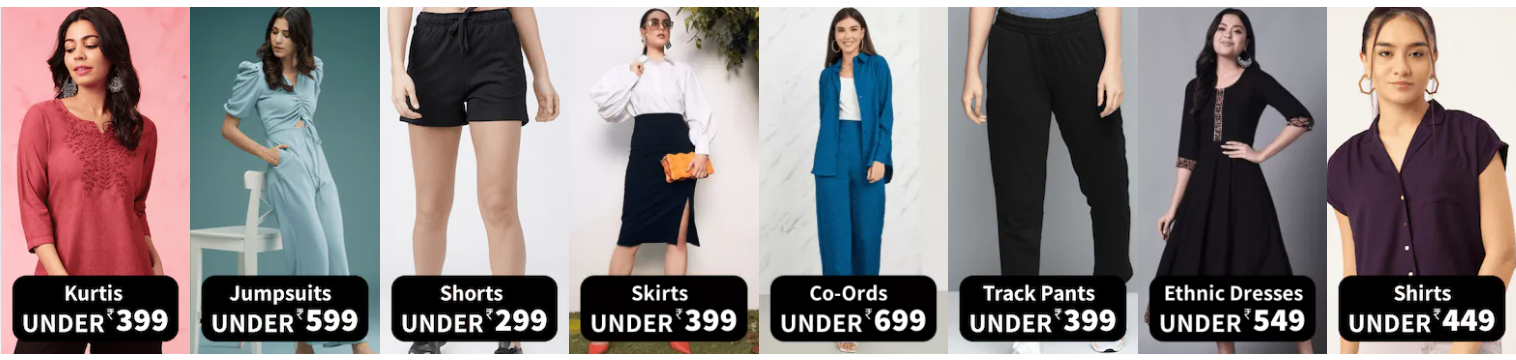 Kurtis
UNDER ₹399
Jumpsuits
UNDER ₹599
Shorts
UNDER ₹299
Skirts
UNDER ₹399
Co-Ords
UNDER ₹699
Track Pants
UNDER ₹399
Ethnic Dresses
UNDER ₹549
Shirts
UNDER ₹449